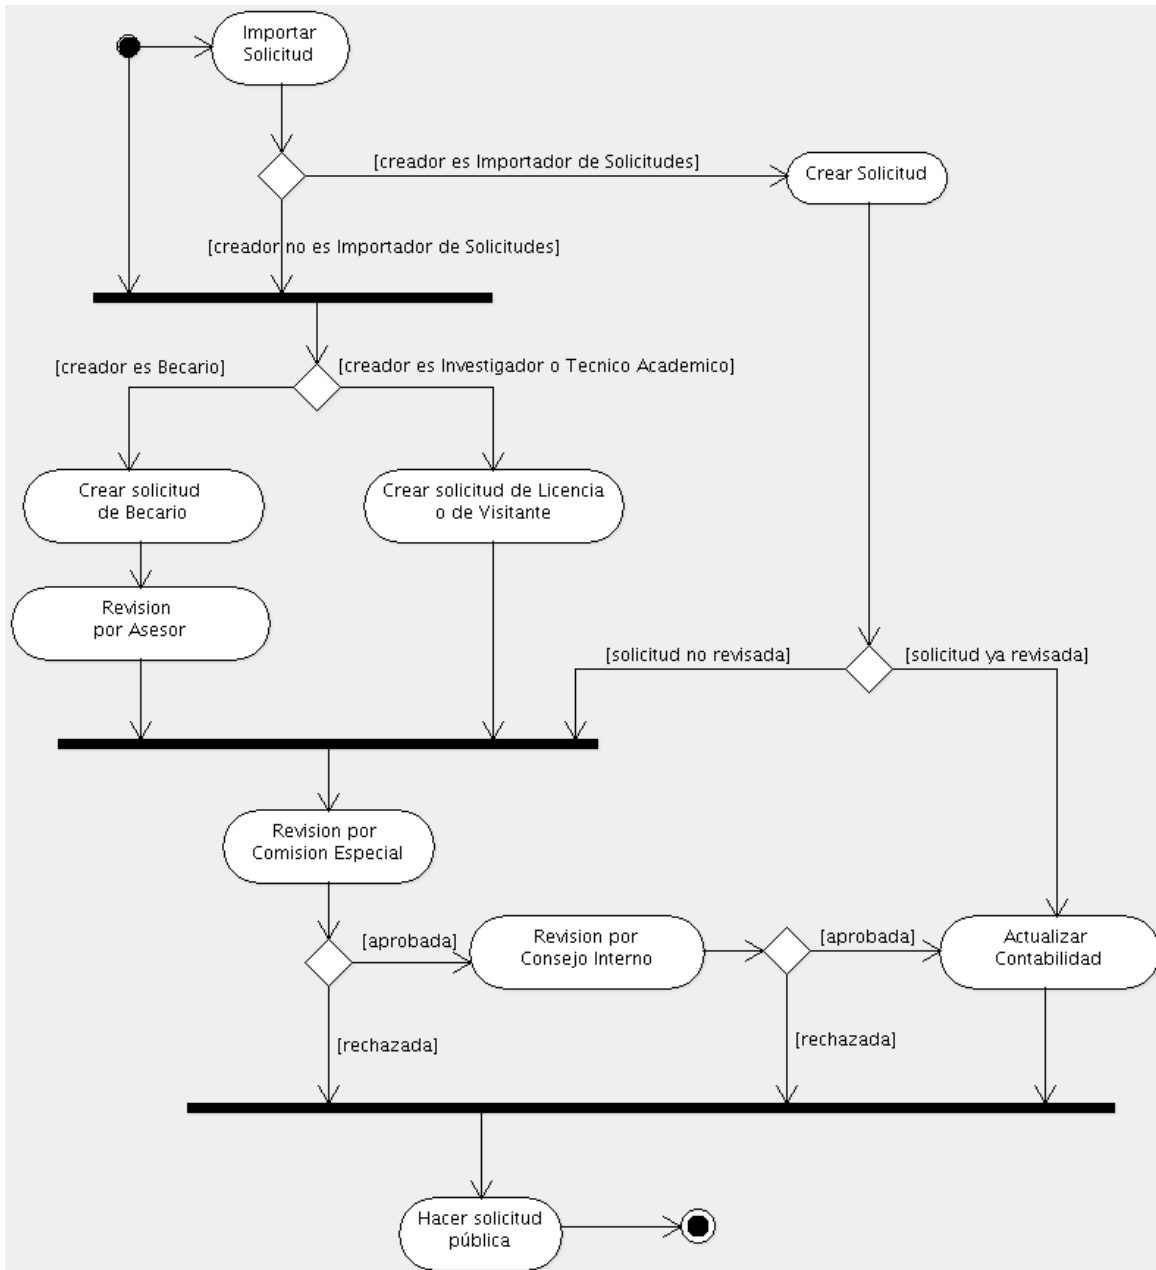 Importar
Solicitud
[creador es Importador de Solicitudes]
Crear Solicitud
[creador no es Importador de Solicitudes]
[creador es Becario]
[creador es Investigador o Tecnico Academico]
Crear solicitud
de Becario
Crear solicitud de Licencia
o de Visitante
Revision
por Asesor
[solicitud no revisada]
[solicitud ya revisada]
Revision por
Comision Especial
[aprobada]
Revision por
Consejo Interno
[aprobada]
Actualizar
Contabilidad
[rechazada]
[rechazada]
Hacer solicitud
pública